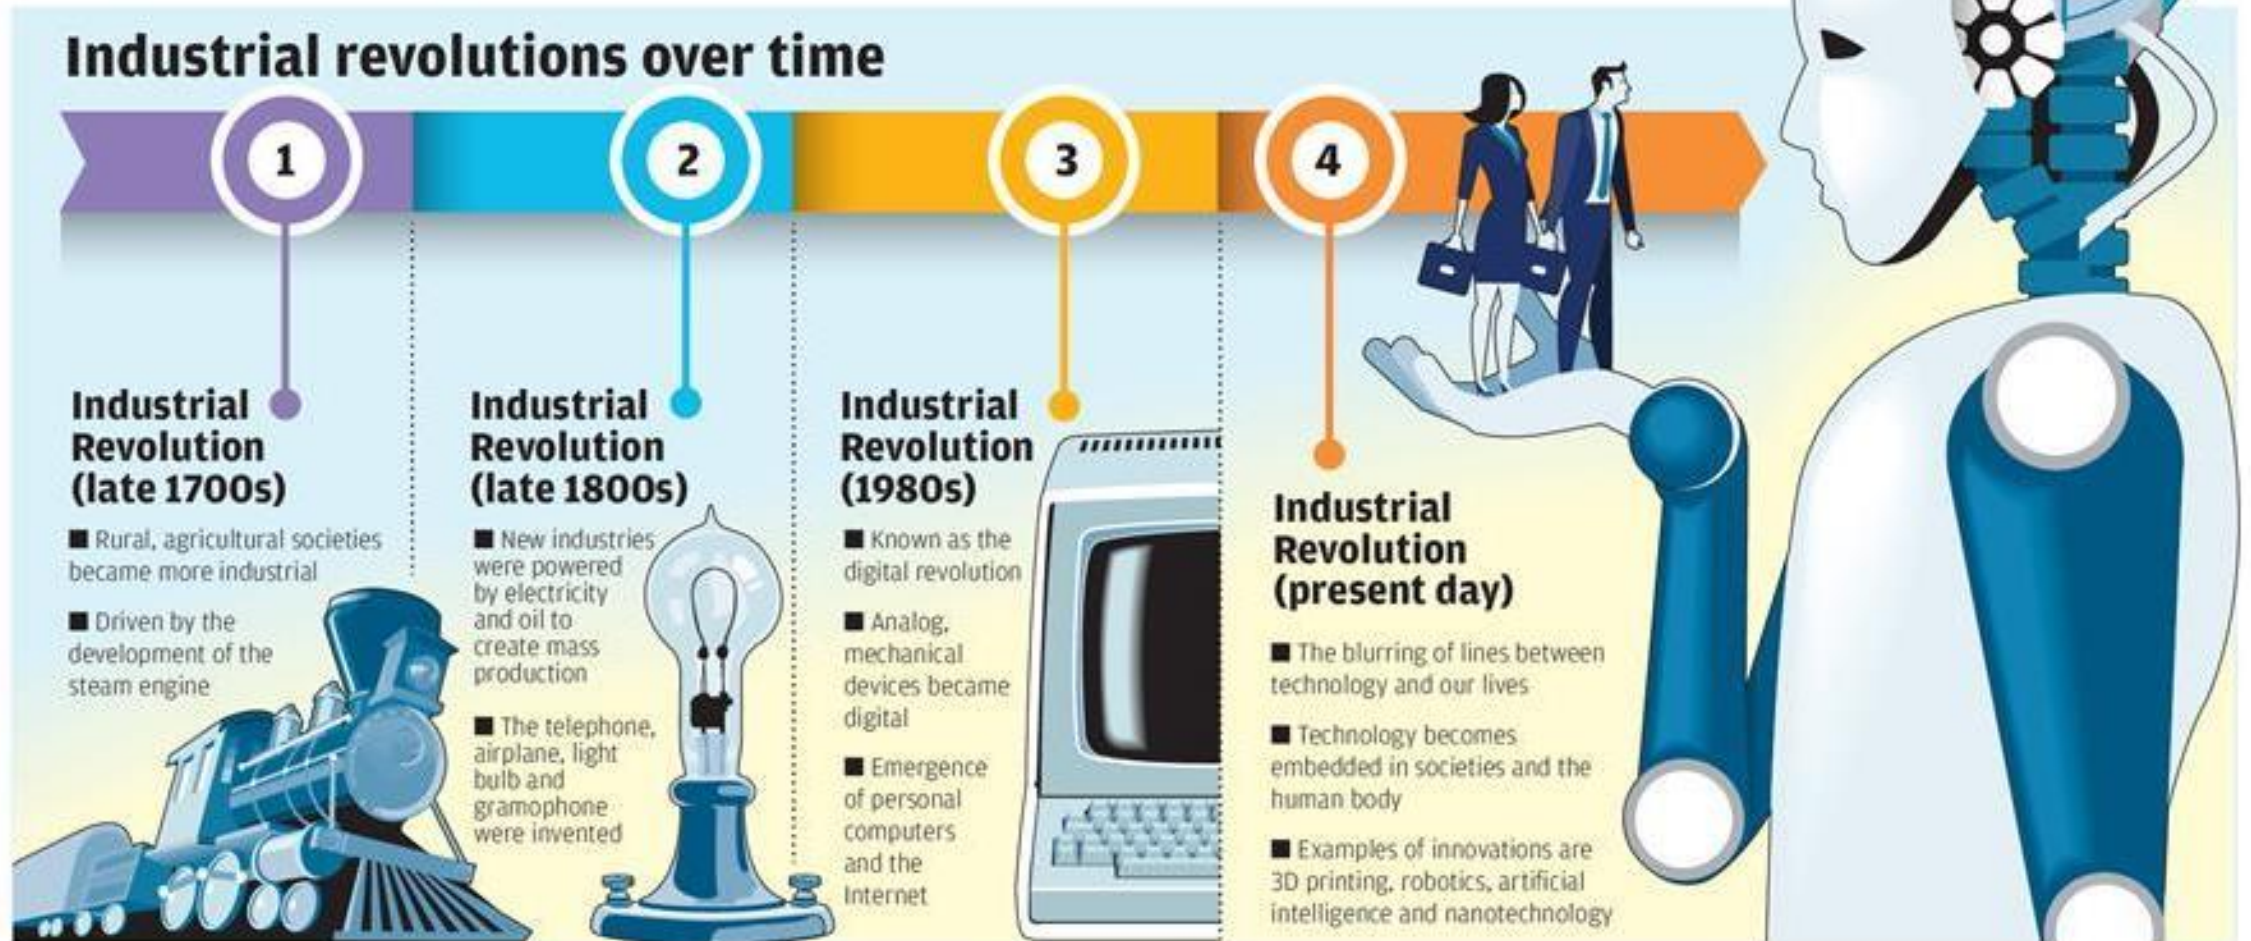 Industrial revolutions over time
1
2
3
4
Industrial
Revolution
(late 1700s)
■ Rural, agricultural societies
became more industrial
■ Driven by the
development of the
steam engine
Industrial
Revolution
(late 1800s)
■ New industries
were powered
by electricity
and oil to
create mass
production
■ The telephone,
airplane, light
bulb and
gramophone
were invented
Industrial
Revolution
(1980s)
■ Known as the
digital revolution
■ Analog,
mechanical
devices became
digital
■ Emergence
of personal
computers
and the
Internet
Industrial
Revolution
(present day)
■ The blurring of lines between
technology and our lives
■ Technology becomes
embedded in societies and the
human body
■ Examples of innovations are
3D printing, robotics, artificial
intelligence and nanotechnology